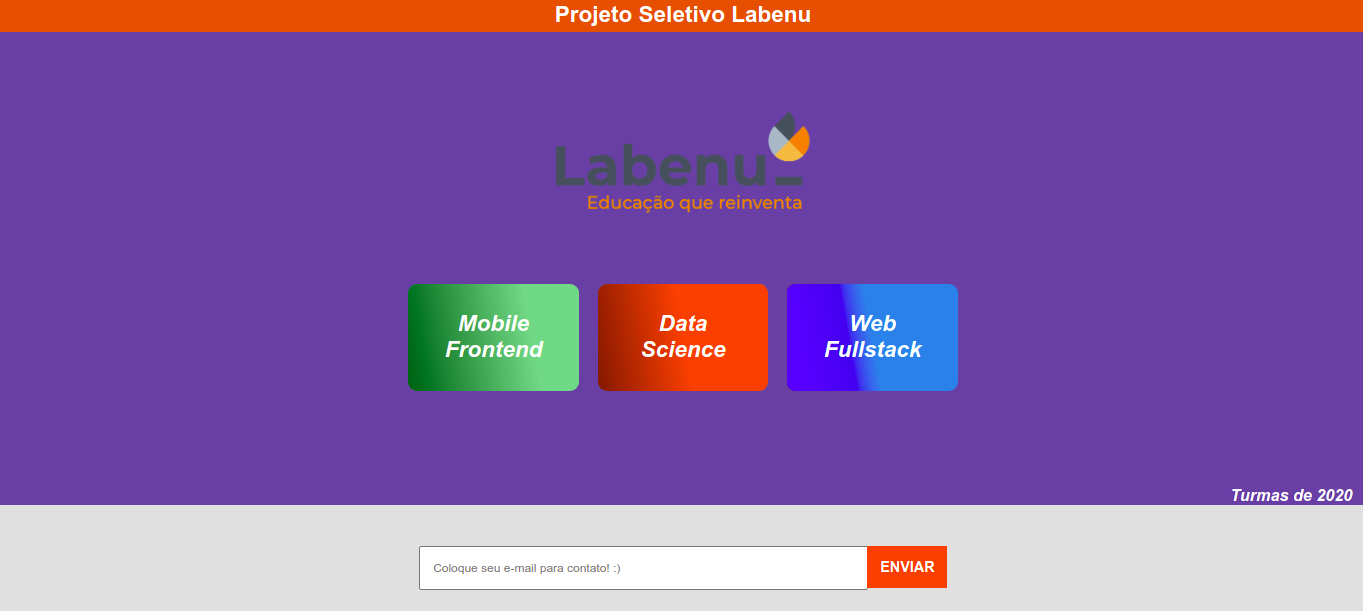 Projeto Seletivo Labenu
Labenu_
Educação que reinventa
Mobile
Frontend
Data
Science
Web
Fullstack
Turmas de 2020
Coloque seu e-mail para contato! :)
ENVIAR